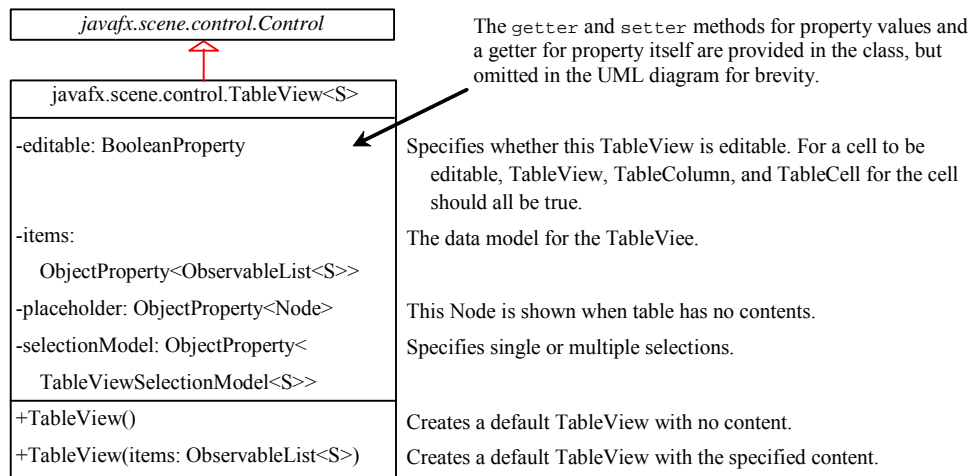 javafx.scene.control.Control
The getter and setter methods for property values and
a getter for property itself are provided in the class, but
omitted in the UML diagram for brevity.
javafx.scene.control.TableView<S>
-editable: BooleanProperty
Specifies whether this TableView is editable. For a cell to be
editable, TableView, TableColumn, and TableCell for the cell
should all be true.
-items:
ObjectProperty<ObservableList<S>>
The data model for the TableViee.
-placeholder: ObjectProperty<Node>
This Node is shown when table has no contents.
-selectionModel: ObjectProperty<
TableViewSelectionModel<S>>
Specifies single or multiple selections.
+TableView()
Creates a default TableView with no content.
+TableView(items: ObservableList<S>)
Creates a default TableView with the specified content.